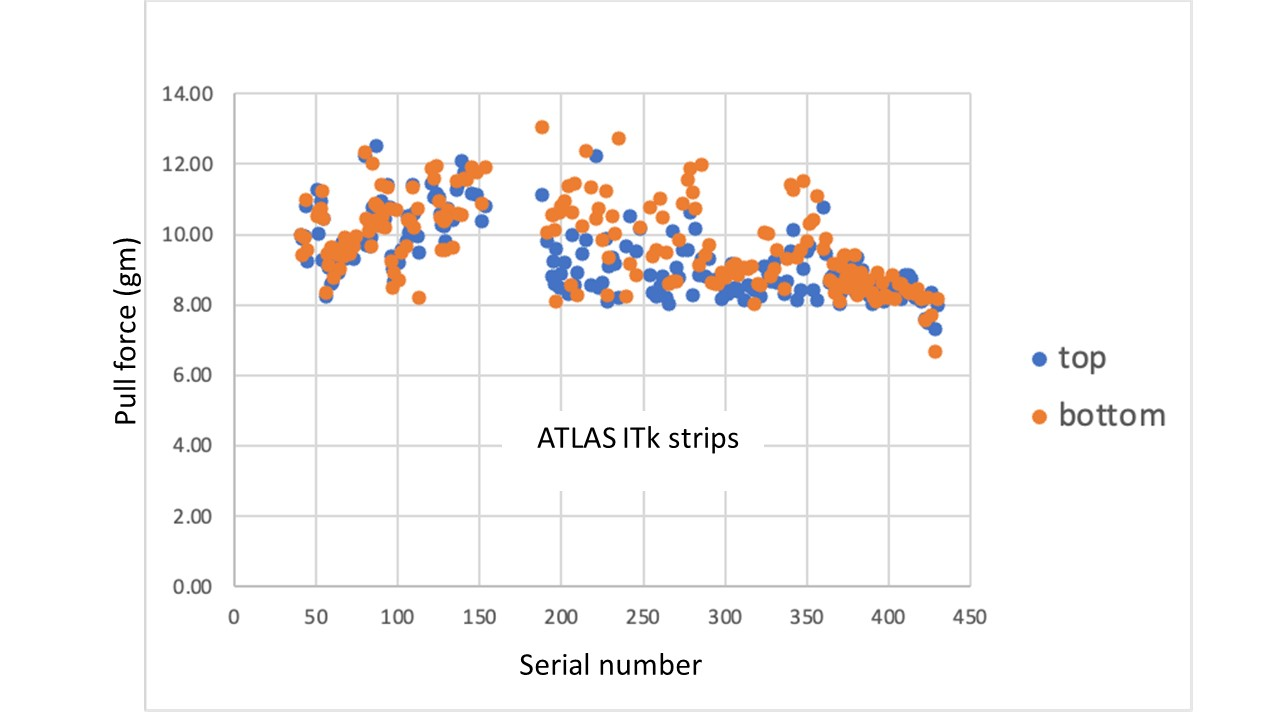 14.00
12.00
10.00
8.00
6.00
4.00
2.00
0.00
Pull force (gm)
ATLAS ITk strips
top
bottom
0 50 100 150 200 250 300 350 400 450
Serial number